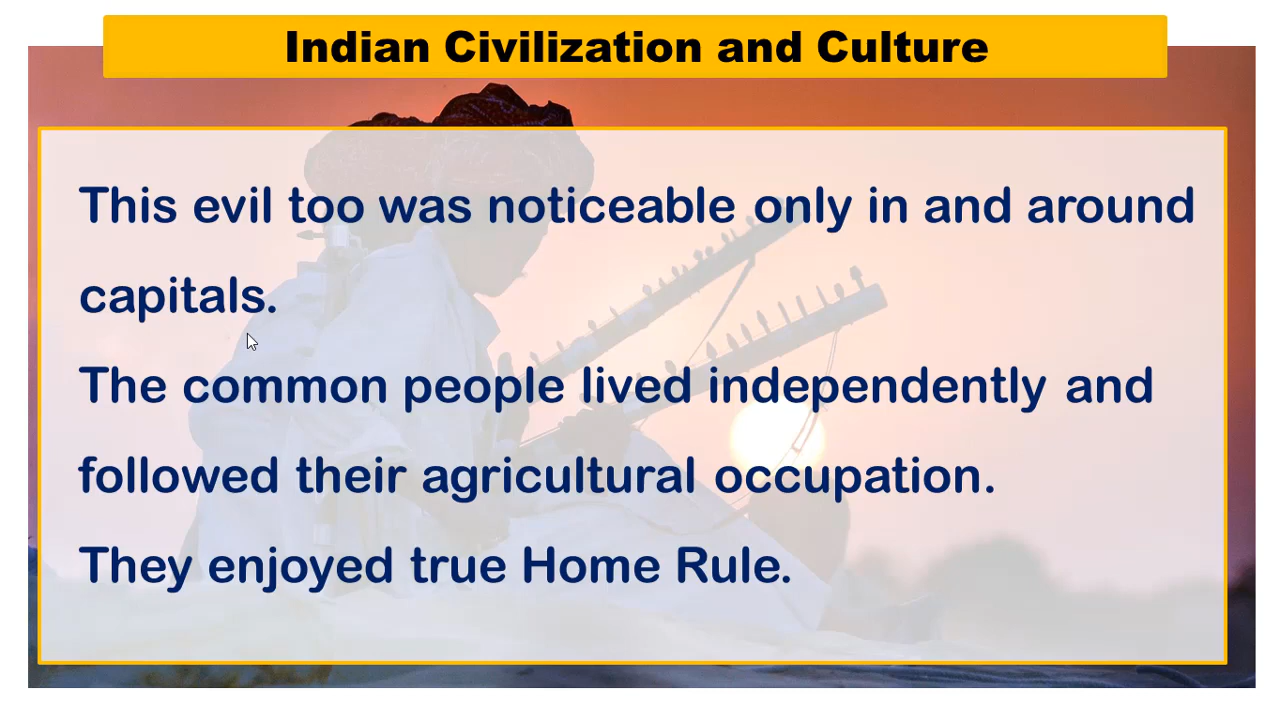 Indian Civilization and Culture
This evil too was noticeable only in and around
capitals.
The common people lived independently and
followed their agricultural occupation.
They enjoyed true Home Rule.